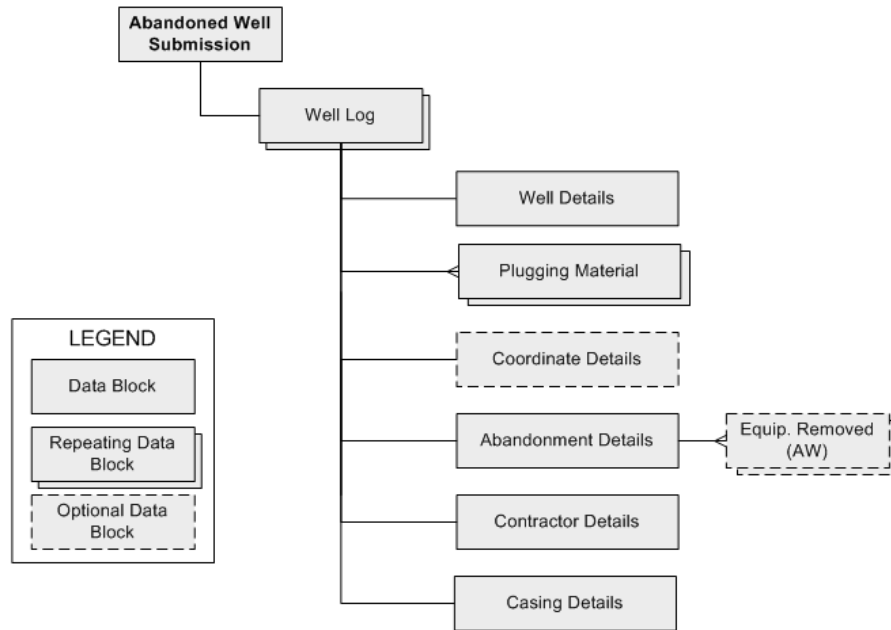 Abandoned Well
Submission
Well Log
Well Details
Plugging Material
Coordinate Details
Abandonment Details
Equip. Removed
(AW)
Contractor Details
Casing Details
LEGEND
Data Block
Repeating Data
Block
Optional Data
Block